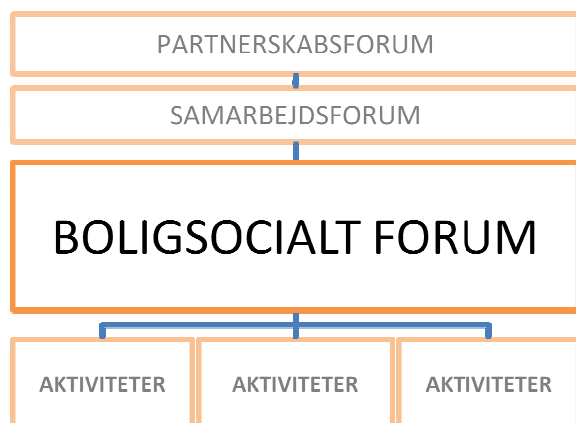 PARTNERSKABSFORUM
SAMARBEJDSFORUM
BOLIGSOCIALT FORUM
AKTIVITETER AKTIVITETER AKTIVITETER